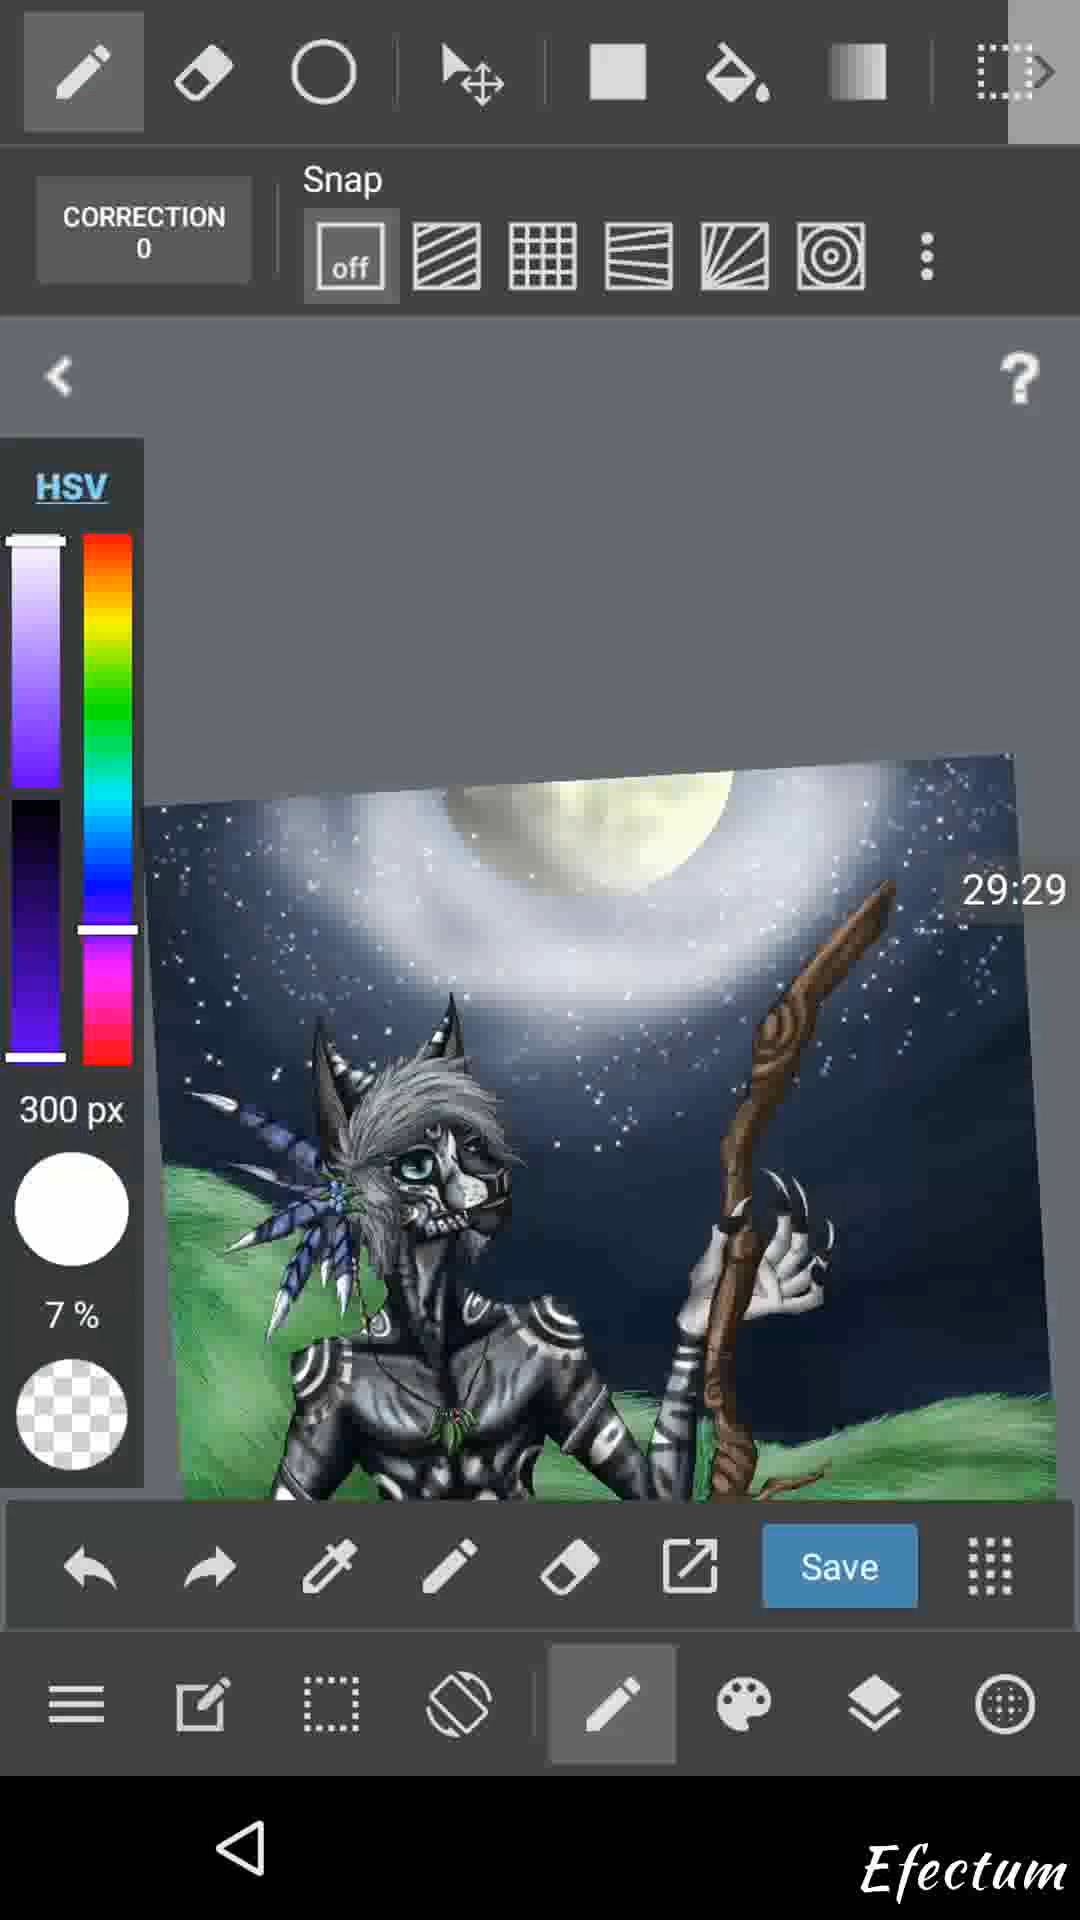 Snap
CORRECTION
0
off
?
HSV
29:29
300 px
7 %
Save
Efectum